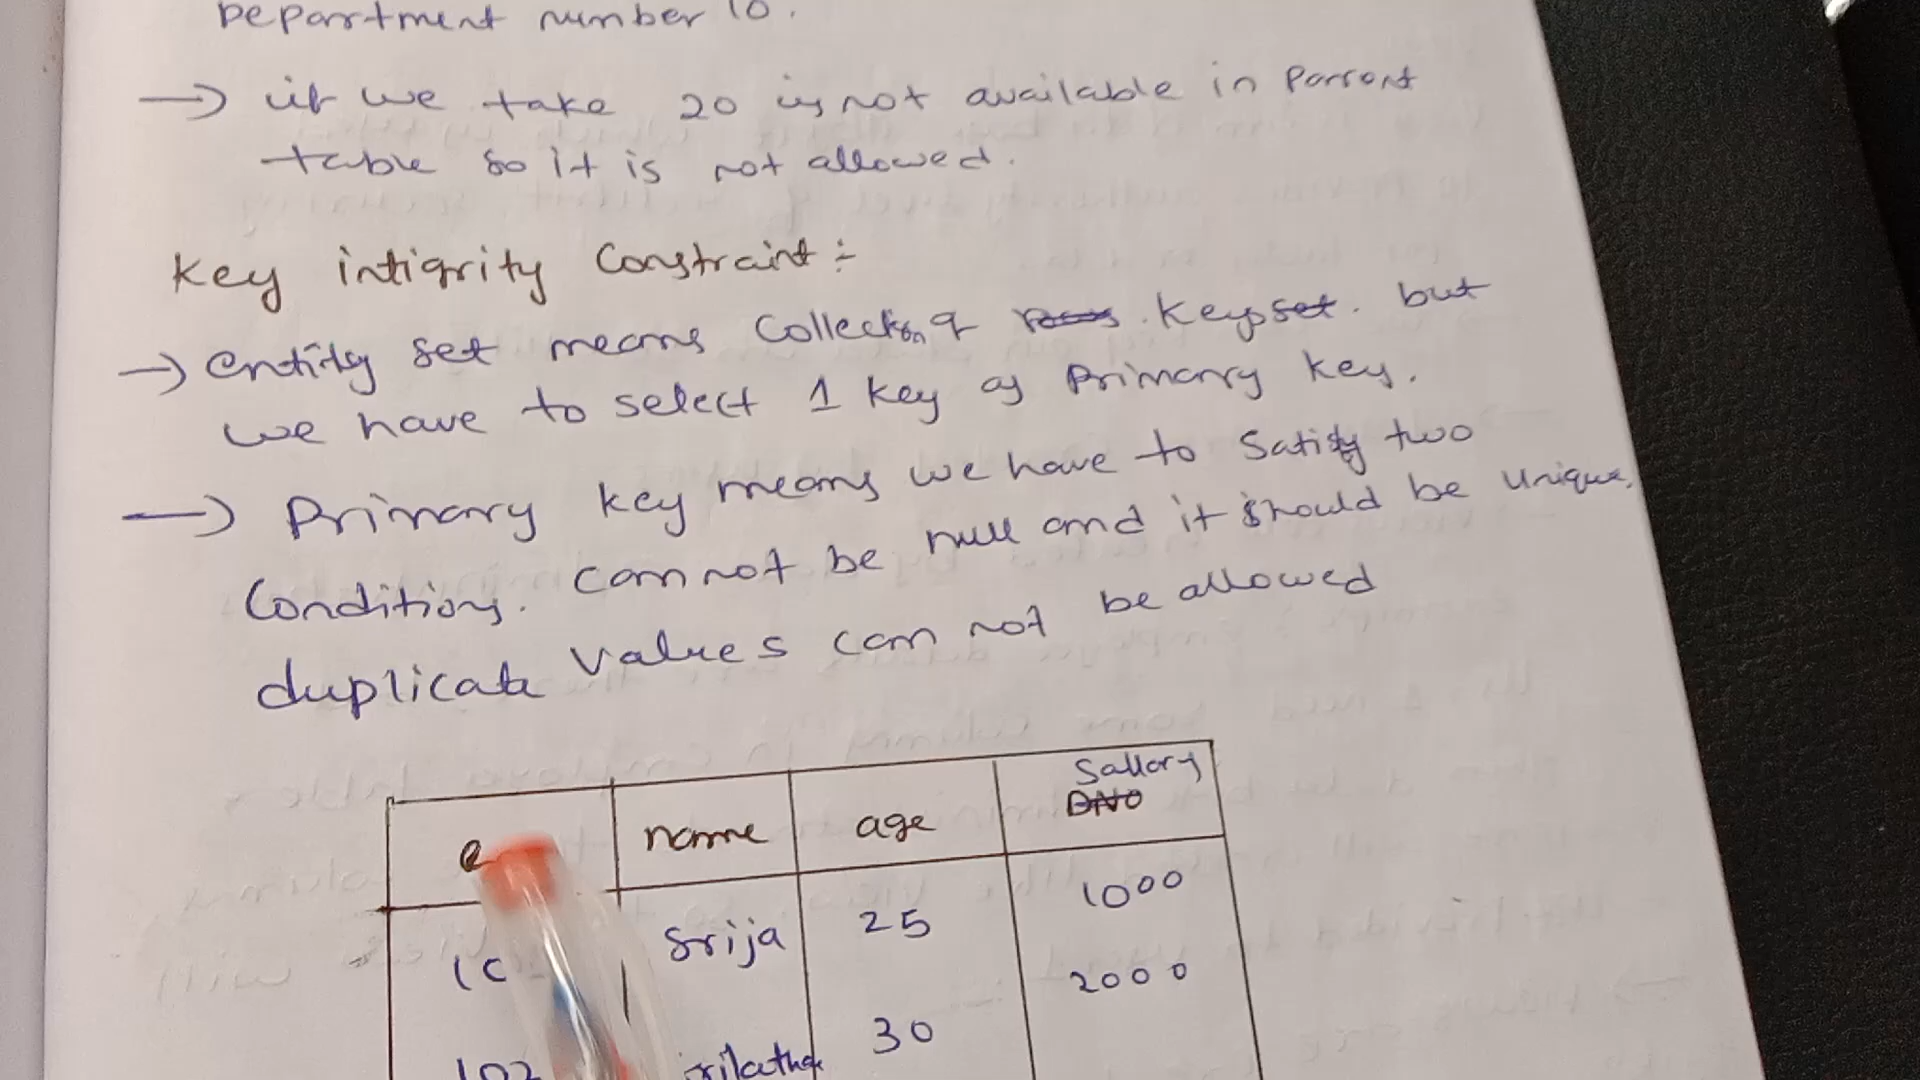 Department number 10.
→ if we take 20 is not available in Parront
table so it is not allowed.
Key intigrity Constraint :-
→ entity set means Collection of Keyset. but
we have to select 1 key as Primary key.
→ Primary key means we have to Satisfy two
Conditions. cannot be null and it should be unique.
duplicate values can not be allowed
name age Sallary
DNO
Srija 25 1000
102 30 2000